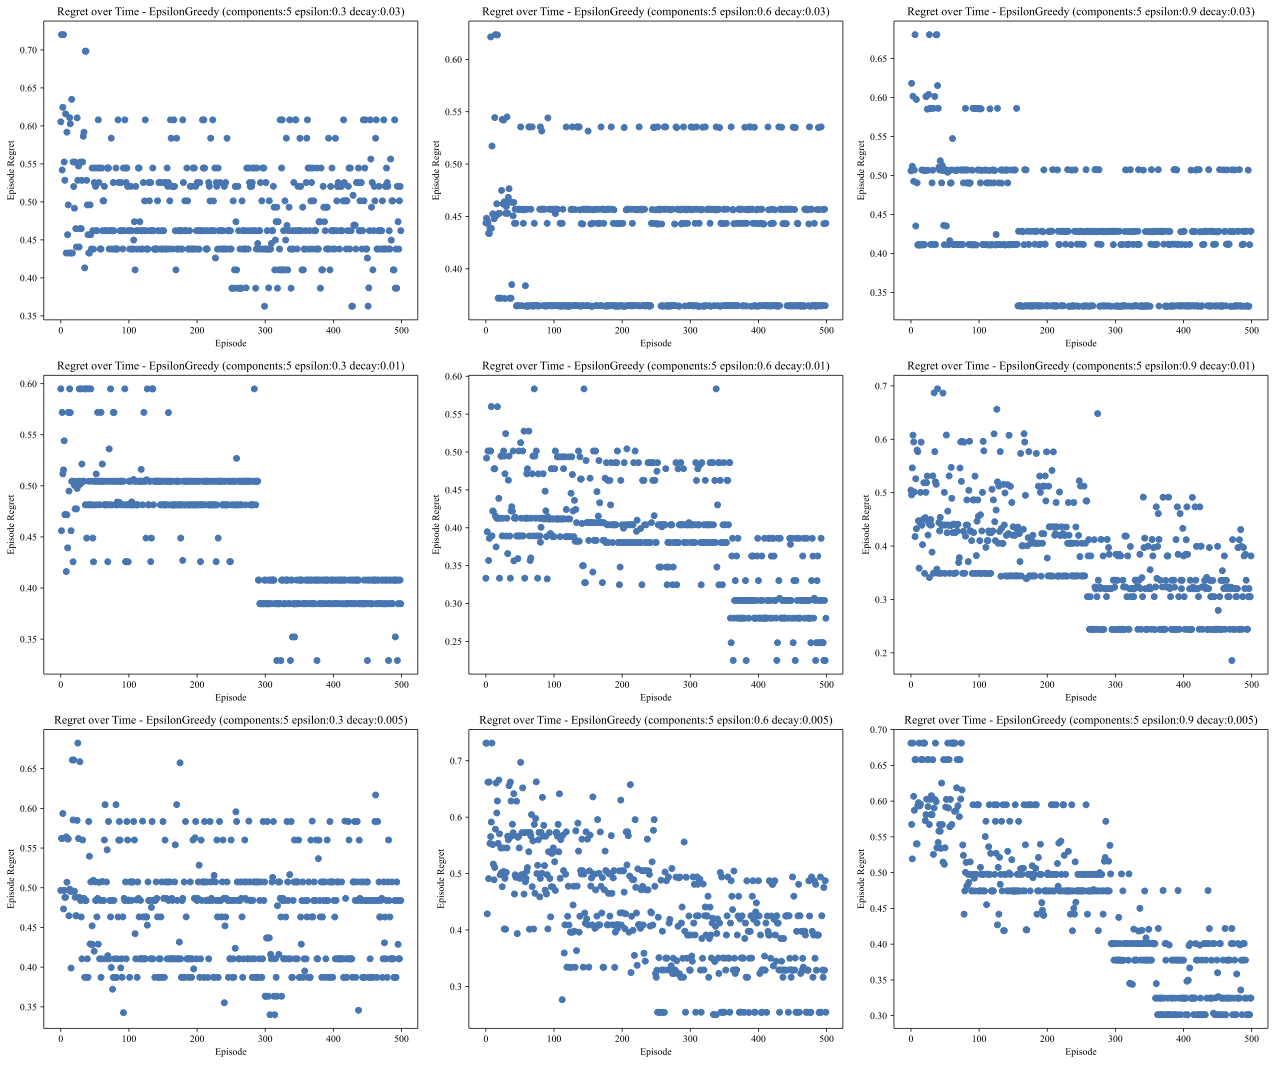 Regret over Time - EpsilonGreedy (components:5 epsilon:0.3 decay:0.03)
Episode Regret
0.70
0.65
0.60
0.55
0.50
0.45
0.40
0.35
0 100 200 300 400 500
Episode
Regret over Time - EpsilonGreedy (components:5 epsilon:0.6 decay:0.03)
Episode Regret
0.60
0.55
0.50
0.45
0.40
0 100 200 300 400 500
Episode
Regret over Time - EpsilonGreedy (components:5 epsilon:0.9 decay:0.03)
Episode Regret
0.65
0.60
0.55
0.50
0.45
0.40
0.35
0 100 200 300 400 500
Episode
Regret over Time - EpsilonGreedy (components:5 epsilon:0.3 decay:0.01)
Episode Regret
0.60
0.55
0.50
0.45
0.40
0.35
0 100 200 300 400 500
Episode
Regret over Time - EpsilonGreedy (components:5 epsilon:0.6 decay:0.01)
Episode Regret
0.60
0.55
0.50
0.45
0.40
0.35
0.30
0.25
0 100 200 300 400 500
Episode
Regret over Time - EpsilonGreedy (components:5 epsilon:0.9 decay:0.01)
Episode Regret
0.7
0.6
0.5
0.4
0.3
0.2
0 100 200 300 400 500
Episode
Regret over Time - EpsilonGreedy (components:5 epsilon:0.3 decay:0.005)
Episode Regret
0.65
0.60
0.55
0.50
0.45
0.40
0.35
0 100 200 300 400 500
Episode
Regret over Time - EpsilonGreedy (components:5 epsilon:0.6 decay:0.005)
Episode Regret
0.7
0.6
0.5
0.4
0.3
0 100 200 300 400 500
Episode
Regret over Time - EpsilonGreedy (components:5 epsilon:0.9 decay:0.005)
Episode Regret
0.70
0.65
0.60
0.55
0.50
0.45
0.40
0.35
0.30
0 100 200 300 400 500
Episode